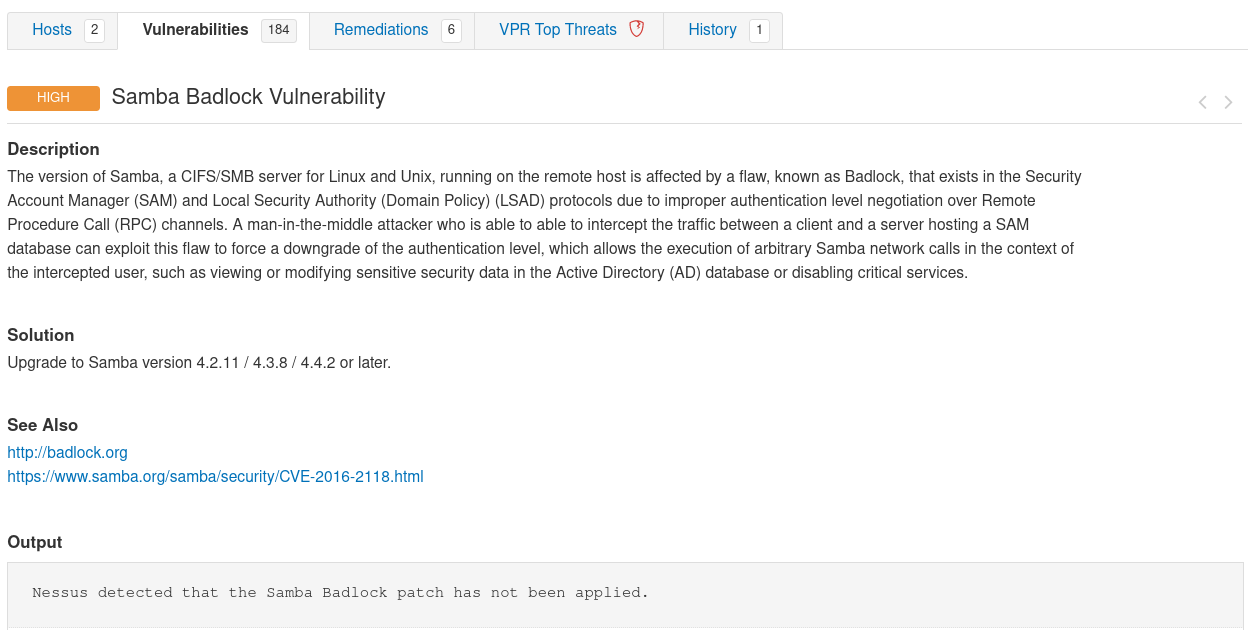 Hosts 2 Vulnerabilities 184 Remediations 6 VPR Top Threats History 1
HIGH Samba Badlock Vulnerability
Description
The version of Samba, a CIFS/SMB server for Linux and Unix, running on the remote host is affected by a flaw, known as Badlock, that exists in the Security
Account Manager (SAM) and Local Security Authority (Domain Policy) (LSAD) protocols due to improper authentication level negotiation over Remote
Procedure Call (RPC) channels. A man-in-the-middle attacker who is able to able to intercept the traffic between a client and a server hosting a SAM
database can exploit this flaw to force a downgrade of the authentication level, which allows the execution of arbitrary Samba network calls in the context of
the intercepted user, such as viewing or modifying sensitive security data in the Active Directory (AD) database or disabling critical services.
Solution
Upgrade to Samba version 4.2.11 / 4.3.8 / 4.4.2 or later.
See Also
http://badlock.org
https://www.samba.org/samba/security/CVE-2016-2118.html
Output
Nessus detected that the Samba Badlock patch has not been applied.